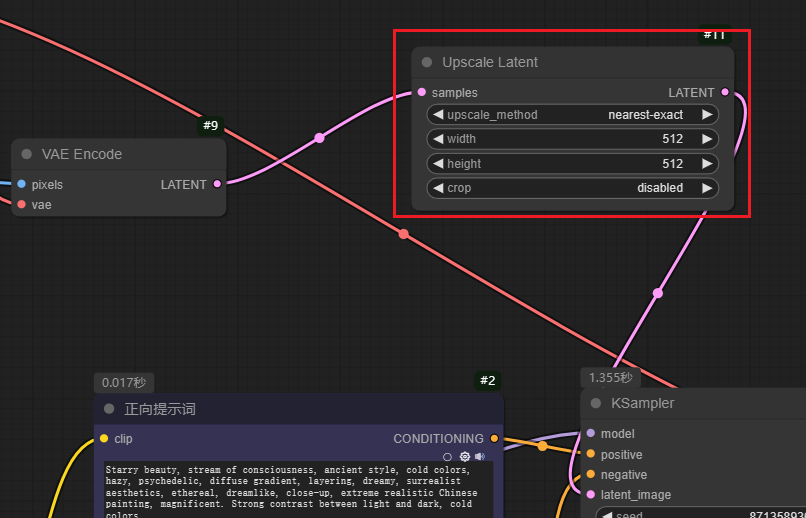 #11
Upscale Latent
samples LATENT
upscale_method nearest-exact
width 512
height 512
crop disabled
#9
VAE Encode
pixels LATENT
vae
0.017秒
#2
正向提示词
clip CONDITIONING
Starry beauty, stream of consciousness, ancient style, cold colors,
hazy, psychedelic, diffuse gradient, layering, dreamy, surrealist
aesthetics, ethereal, dreamlike, close-up, extreme realistic Chinese
painting, magnificent. Strong contrast between light and dark, cold
colors
1.355秒
KSampler
model
positive
negative
latent_image
seed 87135893